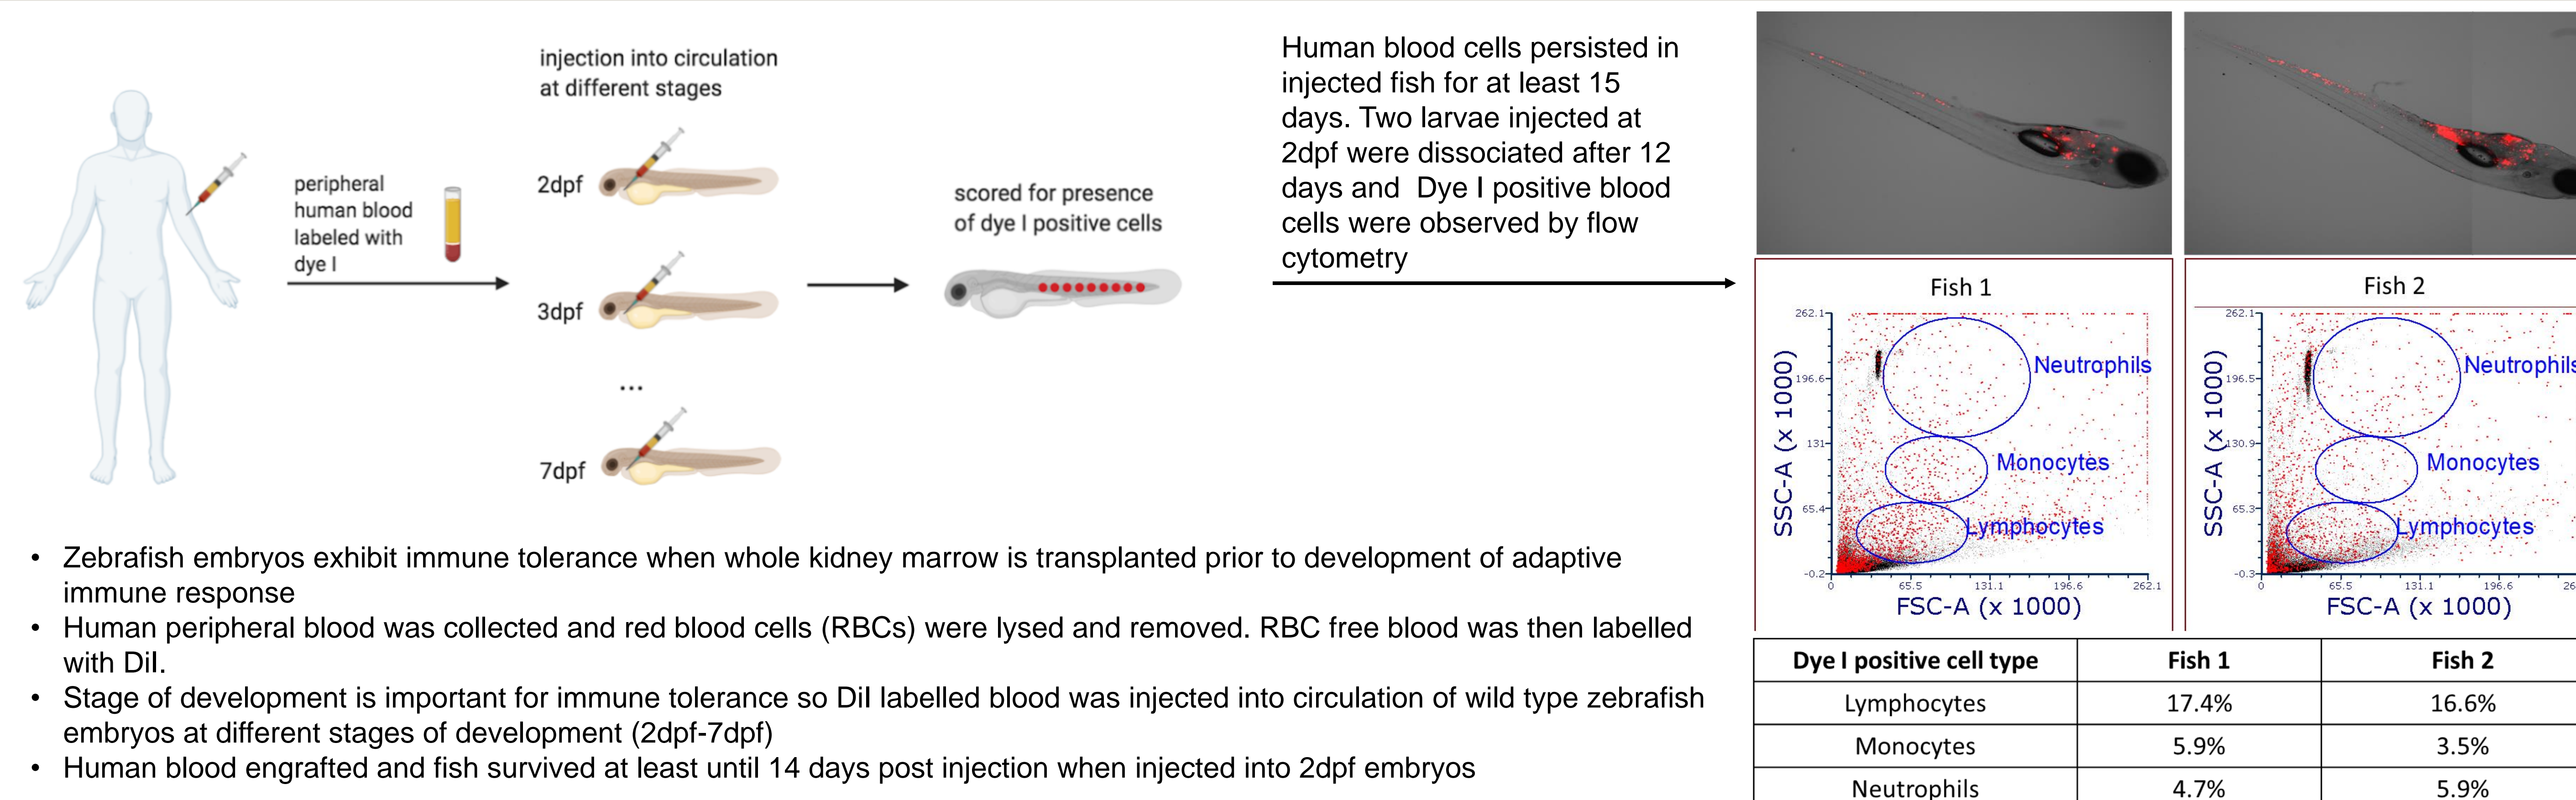 injection into circulation
at different stages
peripheral
human blood
labeled with
dye I
2dpf
3dpf
...
7dpf
scored for presence
of dye I positive cells
Human blood cells persisted in
injected fish for at least 15
days. Two larvae injected at
2dpf were dissociated after 12
days and  Dye I positive blood
cells were observed by flow
cytometry
• Zebrafish embryos exhibit immune tolerance when whole kidney marrow is transplanted prior to development of adaptive
immune response
• Human peripheral blood was collected and red blood cells (RBCs) were lysed and removed. RBC free blood was then labelled
with DiI.
• Stage of development is important for immune tolerance so DiI labelled blood was injected into circulation of wild type zebrafish
embryos at different stages of development (2dpf-7dpf)
• Human blood engrafted and fish survived at least until 14 days post injection when injected into 2dpf embryos
Fish 1
262.1
196.6
131
65.4
-0.2
SSC-A (x 1000)
Neutrophils
Monocytes
Lymphocytes
0 65.5 131.1 196.6 262.1
FSC-A (x 1000)
Fish 2
262.1
196.5
130.9
65.3
-0.3
SSC-A (x 1000)
Neutrophils
Monocytes
Lymphocytes
0 65.5 131.1 196.6
FSC-A (x 1000)
Dye I positive cell type Fish 1 Fish 2
Lymphocytes 17.4% 16.6%
Monocytes 5.9% 3.5%
Neutrophils 4.7% 5.9%